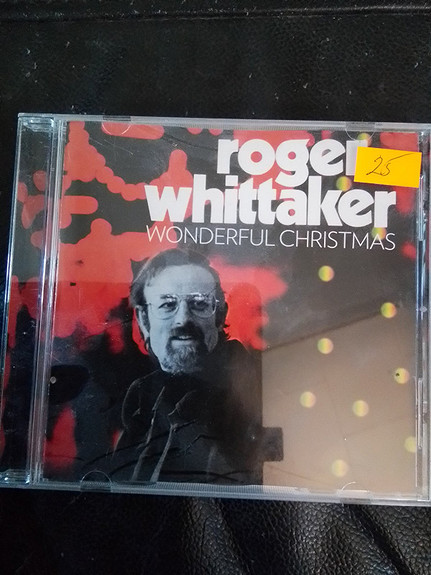 roger
25
whittaker
WONDERFUL CHRISTMAS